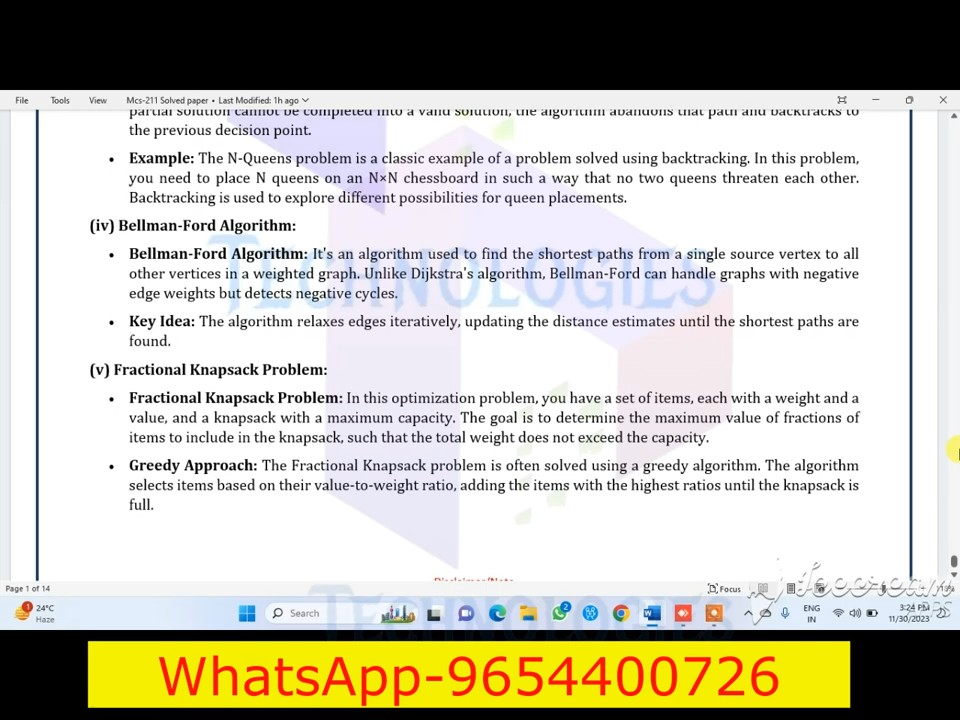 File Tools View Mcs-211 Solved paper • Last Modified: 1h ago
partial solution cannot be completed into a valid solution, the algorithm abandons that path and backtracks to
the previous decision point.
• Example: The N-Queens problem is a classic example of a problem solved using backtracking. In this problem,
you need to place N queens on an N×N chessboard in such a way that no two queens threaten each other.
Backtracking is used to explore different possibilities for queen placements.
(iv) Bellman-Ford Algorithm:
• Bellman-Ford Algorithm: It's an algorithm used to find the shortest paths from a single source vertex to all
other vertices in a weighted graph. Unlike Dijkstra's algorithm, Bellman-Ford can handle graphs with negative
edge weights but detects negative cycles.
• Key Idea: The algorithm relaxes edges iteratively, updating the distance estimates until the shortest paths are
found.
TECHNOLOGIES
(v) Fractional Knapsack Problem:
• Fractional Knapsack Problem: In this optimization problem, you have a set of items, each with a weight and a
value, and a knapsack with a maximum capacity. The goal is to determine the maximum value of fractions of
items to include in the knapsack, such that the total weight does not exceed the capacity.
• Greedy Approach: The Fractional Knapsack problem is often solved using a greedy algorithm. The algorithm
selects items based on their value-to-weight ratio, adding the items with the highest ratios until the knapsack is
full.
Disclaimer/Note
Page 1 of 14
Focus
24°C
Haze
Search
TECHNOLOGIES
ENG
IN
3:24 PM
11/30/2023
WhatsApp-9654400726